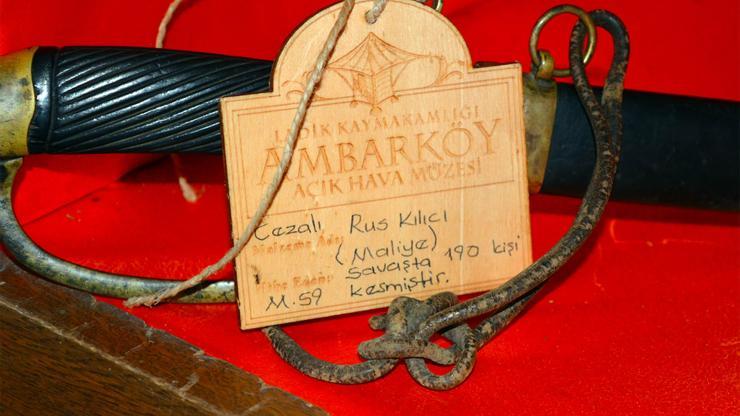 LADİK KAYMAKAMLIĞI
AMBARKÖY
AÇIK HAVA MÜZESİ
Cezalı Rus Kılıcı
Malzeme Adı:
(Maliye)
Savaşta 190 kişi
M.59 kesmiştir.